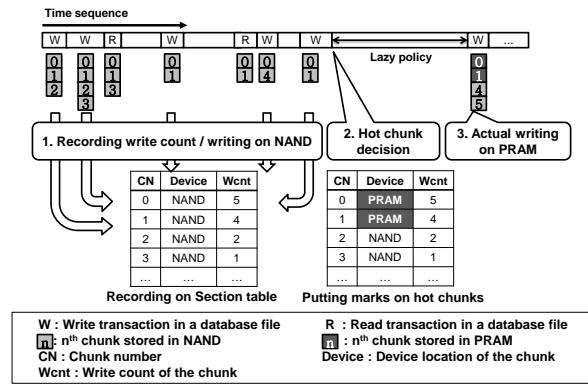 Time sequence
W W R W R W W W ...
Lazy policy
0 0 0 0 0 0 0 0
1 1 1 1 1 4 1 1
2 2 3 4
3 5
1. Recording write count / writing on NAND
2. Hot chunk
decision
3. Actual writing
on PRAM
CN Device Wcnt
0 NAND 5
1 NAND 4
2 NAND 2
3 NAND 1
... ... ...
Recording on Section table
CN Device Wcnt
0 PRAM 5
1 PRAM 4
2 NAND 2
3 NAND 1
... ... ...
Putting marks on hot chunks
W : Write transaction in a database file
R : Read transaction in a database file
n : nth chunk stored in NAND
n : nth chunk stored in PRAM
CN : Chunk number
Device : Device location of the chunk
Wcnt : Write count of the chunk